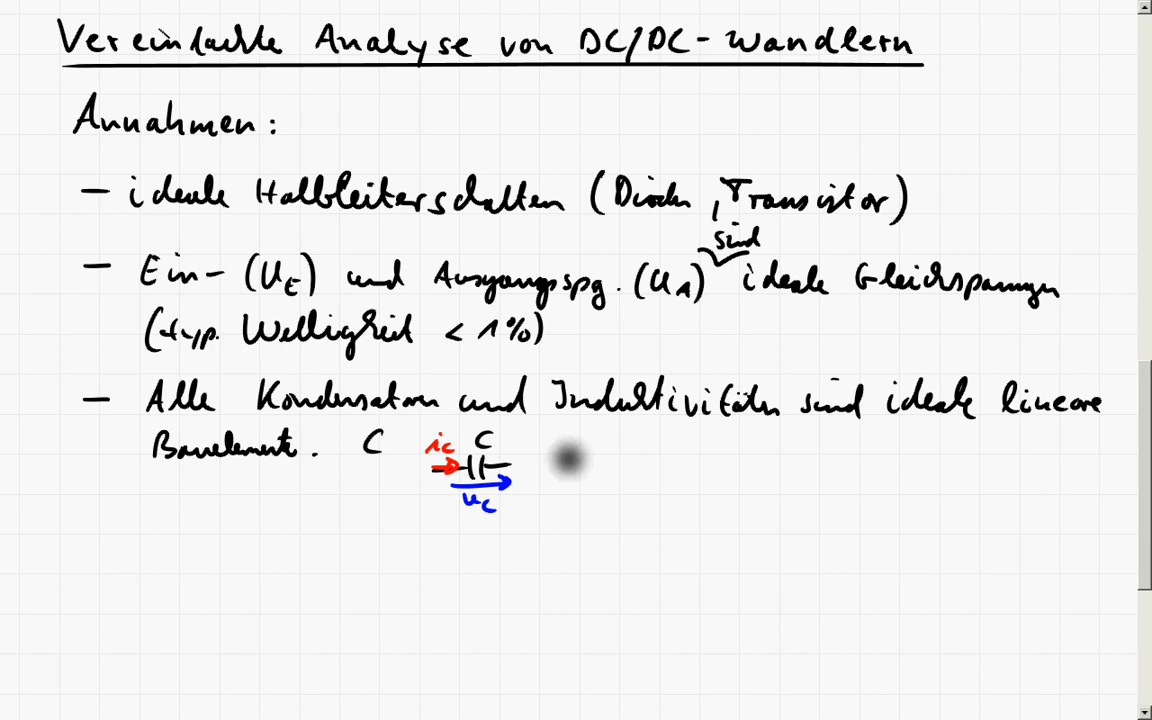 Vereinfachte Analyse von DC/DC-Wandlern
Annahmen:
– ideale Halbleiterschalten (Dioden, Transistor)
sind
– Ein- (U_E) und Ausgangsspg. (U_A) ideale Gleichspannungen
(typ. Welligkeit < 1%)
– Alle Kondensatoren und Induktivitäten sind ideale lineare
Bauelemente. C i_C C
u_C